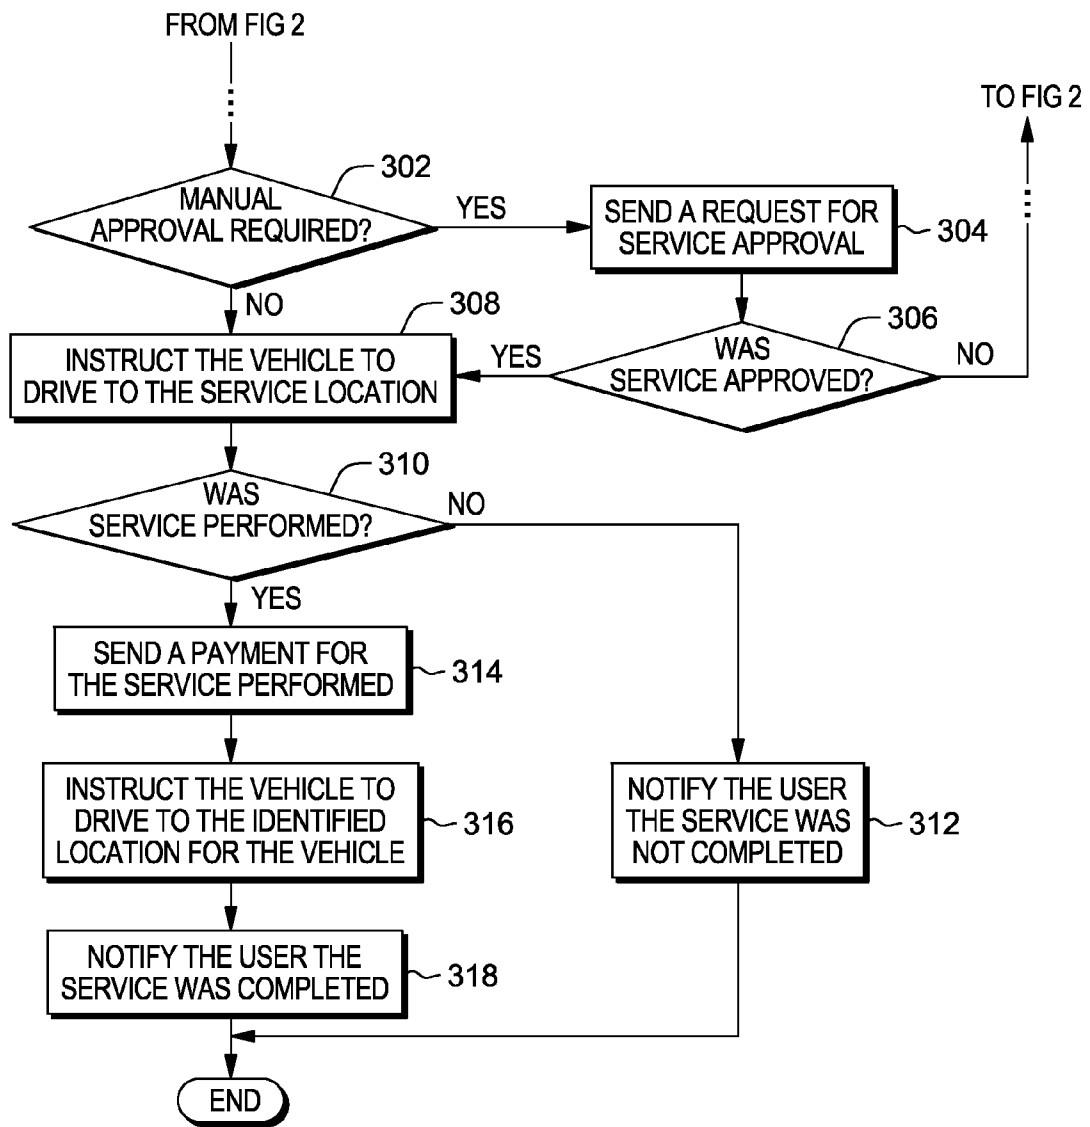 FROM FIG 2
TO FIG 2
302
MANUAL
APPROVAL REQUIRED?
YES
SEND A REQUEST FOR
SERVICE APPROVAL
304
NO
308
306
INSTRUCT THE VEHICLE TO
DRIVE TO THE SERVICE LOCATION
YES
WAS
SERVICE APPROVED?
NO
310
WAS
SERVICE PERFORMED?
NO
YES
SEND A PAYMENT FOR
THE SERVICE PERFORMED
314
INSTRUCT THE VEHICLE TO
DRIVE TO THE IDENTIFIED
LOCATION FOR THE VEHICLE
316
NOTIFY THE USER
THE SERVICE WAS
NOT COMPLETED
312
NOTIFY THE USER THE
SERVICE WAS COMPLETED
318
END